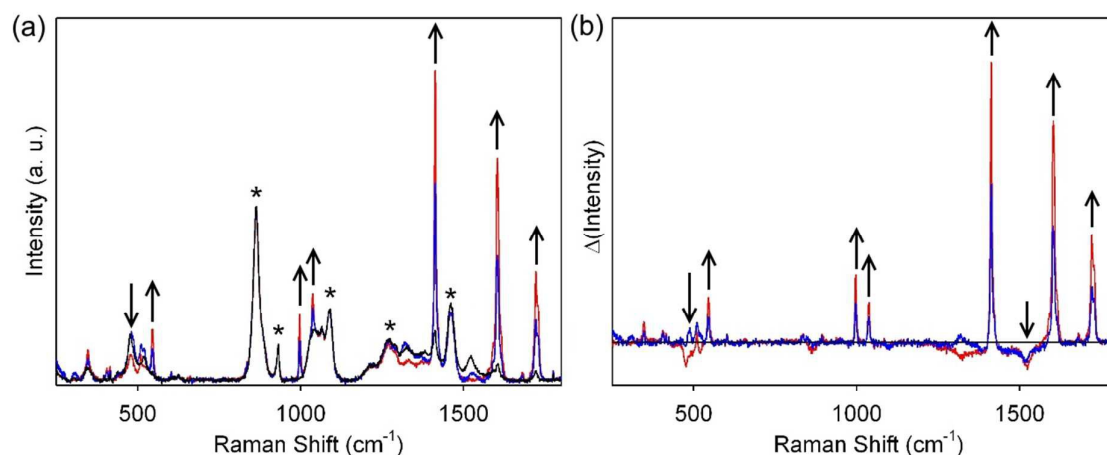 (a)
Intensity (a. u.)
*
*
*
*
*
500
1000
1500
Raman Shift (cm⁻¹)
(b)
Δ(Intensity)
500
1000
1500
Raman Shift (cm⁻¹)